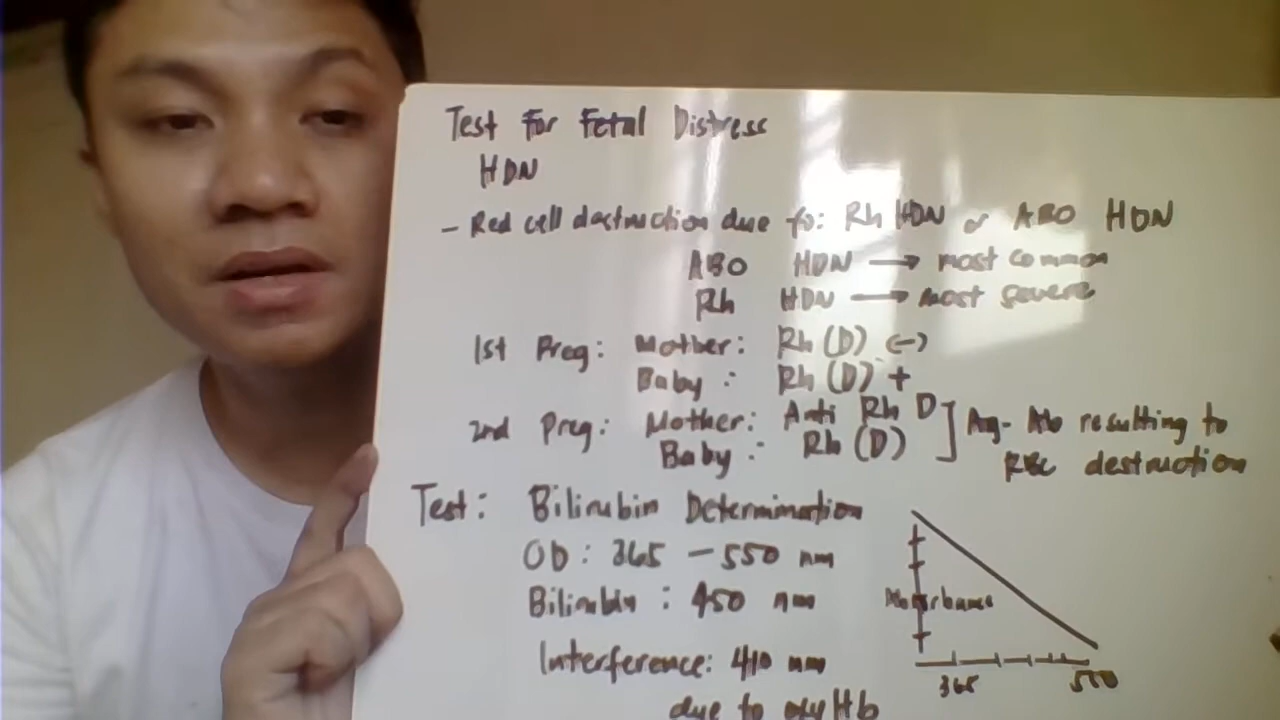 Test For Fetal Distress
HDN
- Red cell destruction due to: Rh HDN or ABO HDN
ABO HDN → most common
Rh HDN → most severe
1st Preg: Mother: Rh (D) (-)
Baby: Rh (D) +
2nd Preg: Mother: Anti Rh D ] Ag-Ab resulting to
Baby: Rh (D) RBC destruction
Test: Bilirubin Determination
OD: 365 - 550 nm
Bilirubin: 450 nm
Absorbance
Interference: 410 nm
365 550
due to oxyHb